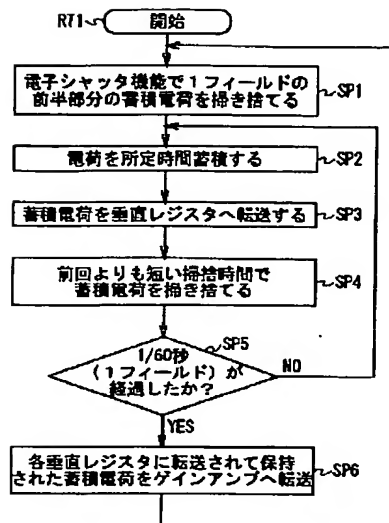 RT1
開始
電子シャッタ機能で1フィールドの
前半部分の蓄積電荷を掃き捨てる
SP1
電荷を所定時間蓄積する
SP2
蓄積電荷を垂直レジスタへ転送する
SP3
前回よりも短い掃捨時間で
蓄積電荷を掃き捨てる
SP4
SP5
1/60秒
(1フィールド)が
経過したか?
NO
YES
各垂直レジスタに転送されて保持
された蓄積電荷をゲインアンプへ転送
SP6